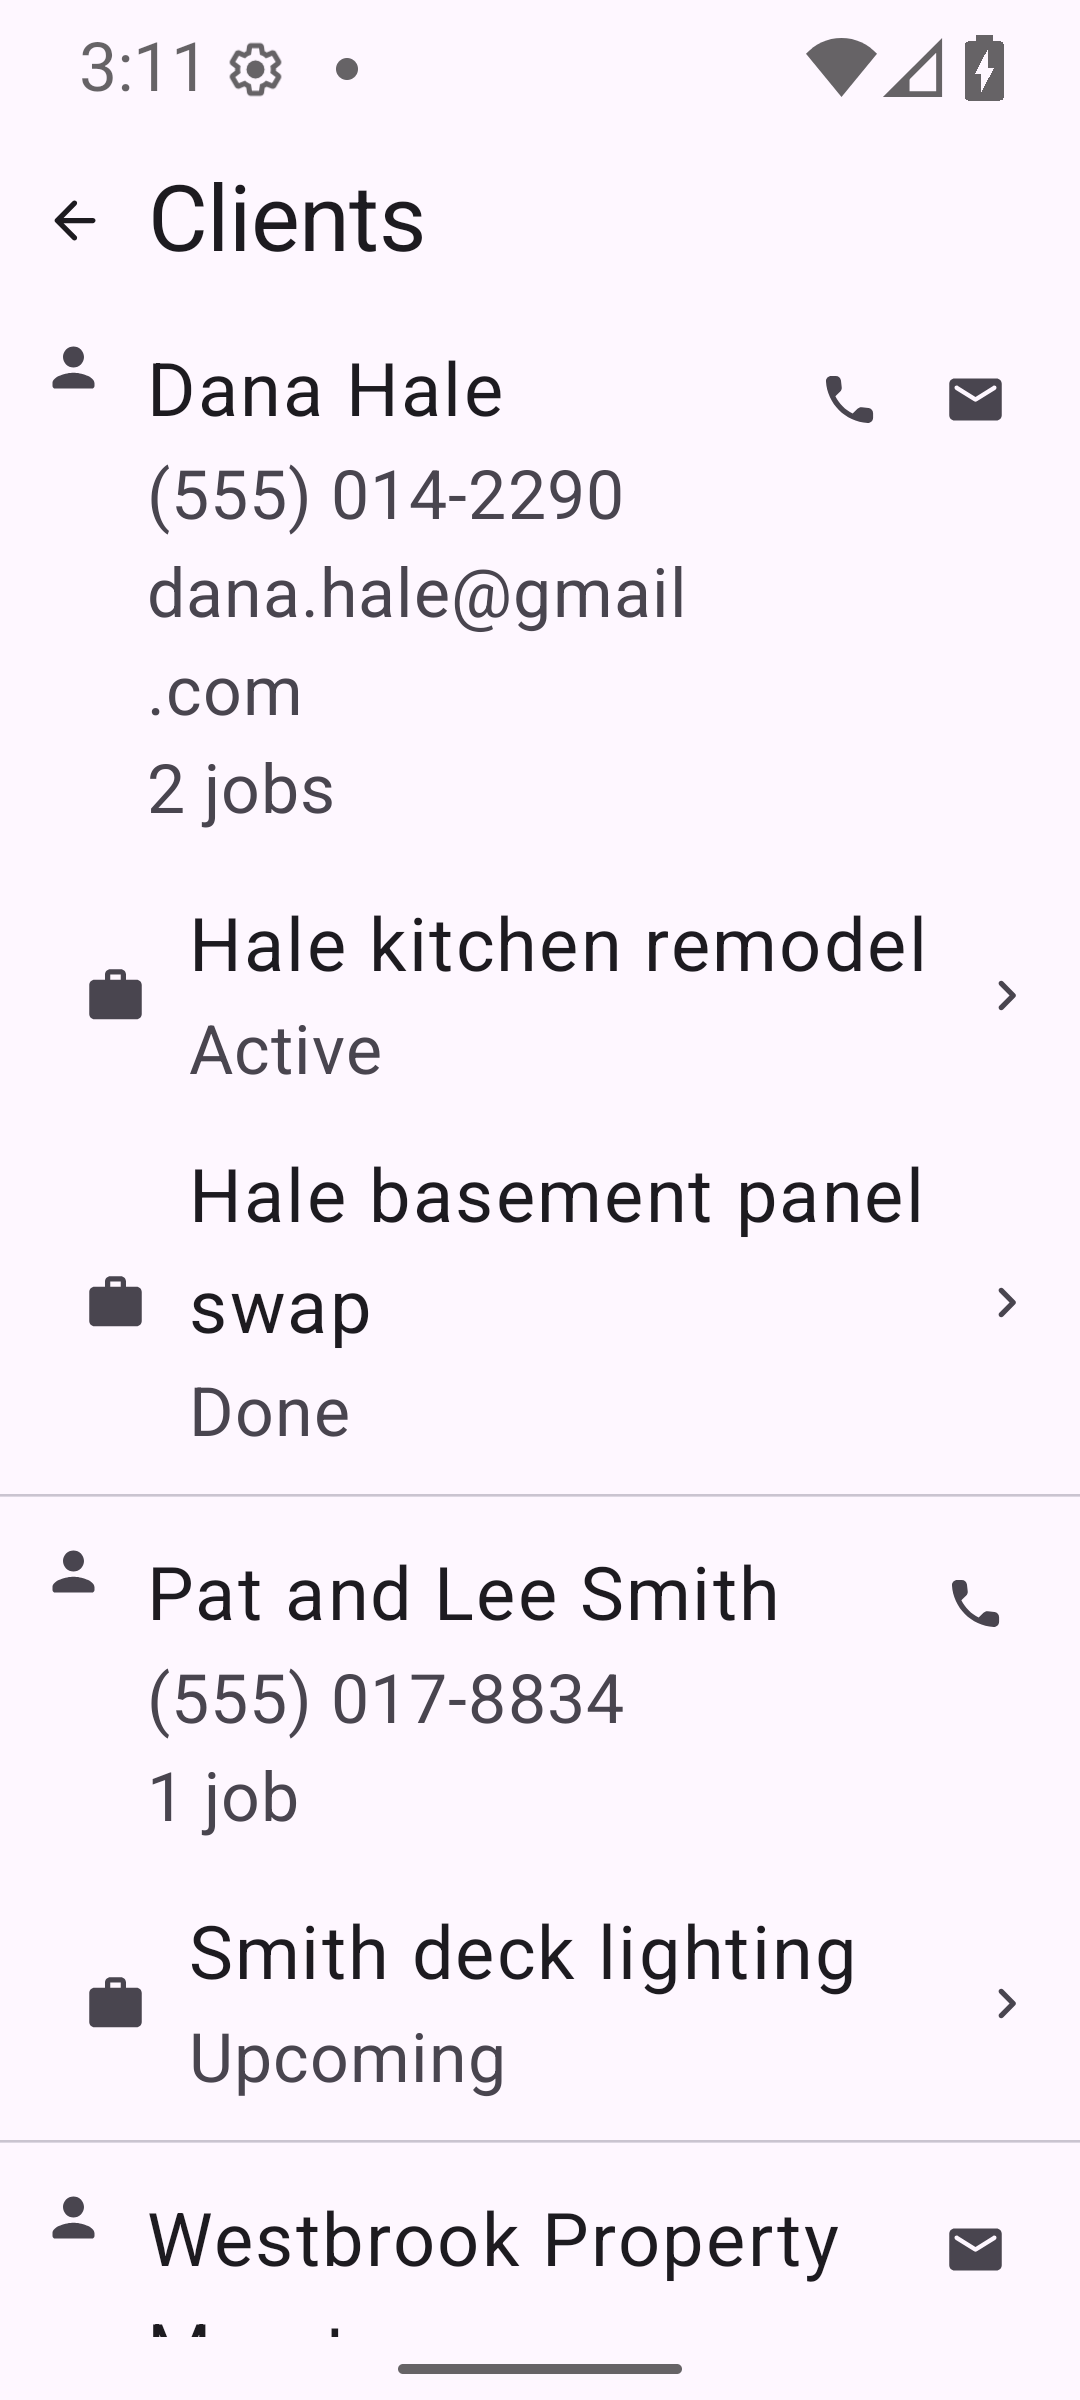 3:11
Clients
Dana Hale
(555) 014-2290
dana.hale@gmail
.com
2 jobs
Hale kitchen remodel
Active
Hale basement panel
swap
Done
Pat and Lee Smith
(555) 017-8834
1 job
Smith deck lighting
Upcoming
Westbrook Property